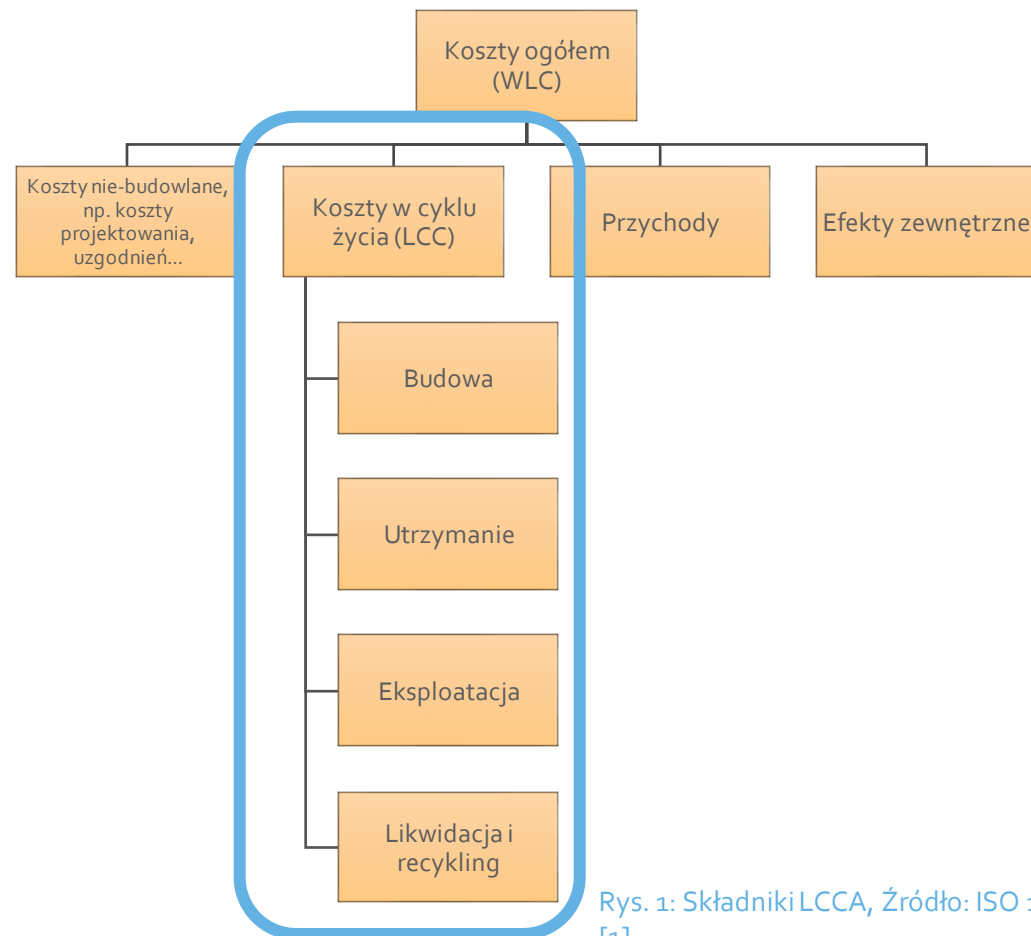 Koszty ogółem
(WLC)
Koszty nie-budowlane,
np. koszty
projektowania,
uzgodnień...
Koszty w cyklu
życia (LCC)
Przychody
Efekty zewnętrzne
Budowa
Utrzymanie
Eksploatacja
Likwidacja i
recykling
Rys. 1: Składniki LCCA, Źródło: ISO